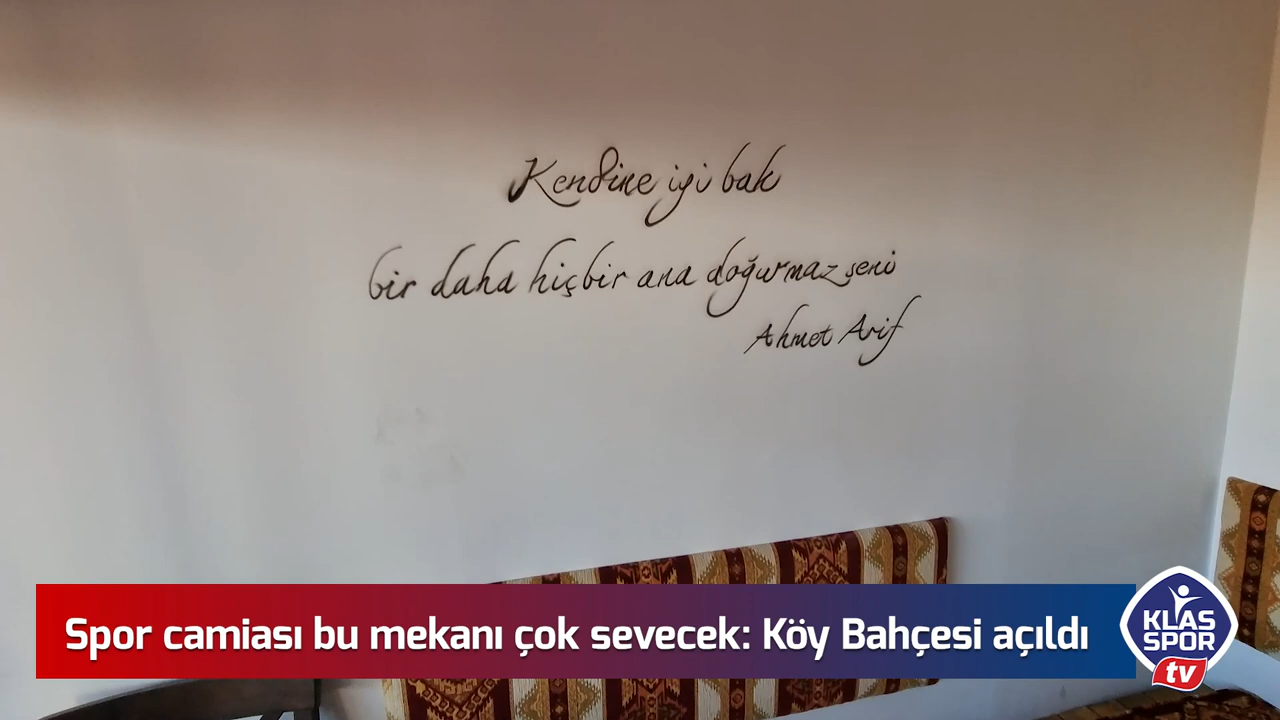 Kendine iyi bak
bir daha hiçbir ana doğurmaz seni
Ahmet Arif
Spor camiası bu mekanı çok sevecek: Köy Bahçesi açıldı
KLAS
SPOR
tv